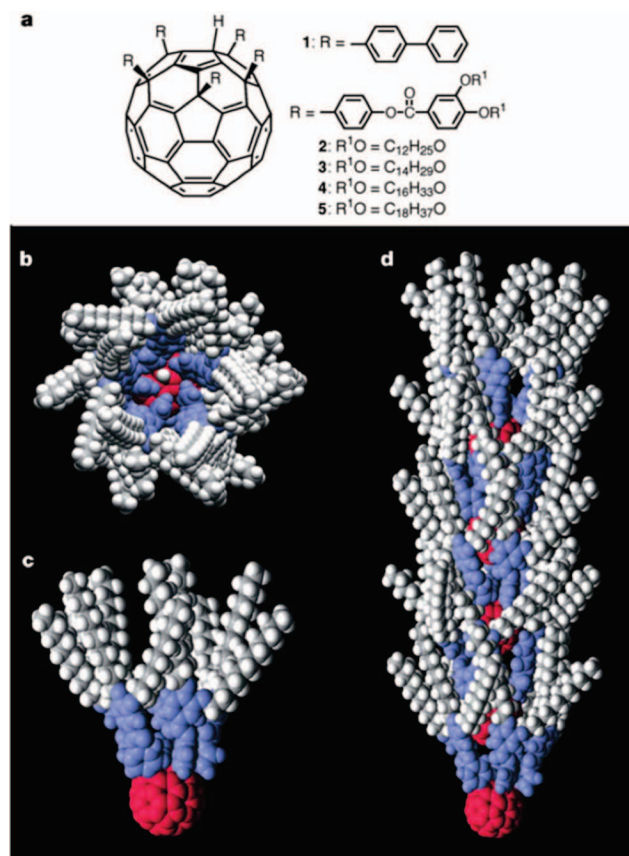 a
H
R R R R
R
1: R =
R =
O
O–C
OR¹
OR¹
2: R¹O = C₁₂H₂₅O
3: R¹O = C₁₄H₂₉O
4: R¹O = C₁₆H₃₃O
5: R¹O = C₁₈H₃₇O
b
d
c